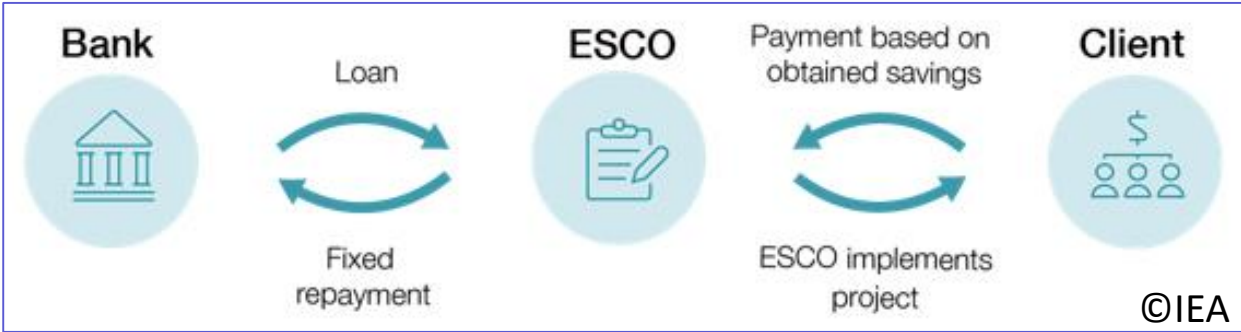 Bank
Loan
Fixed
repayment
ESCO
Payment based on
obtained savings
ESCO implements
project
Client
$
©IEA